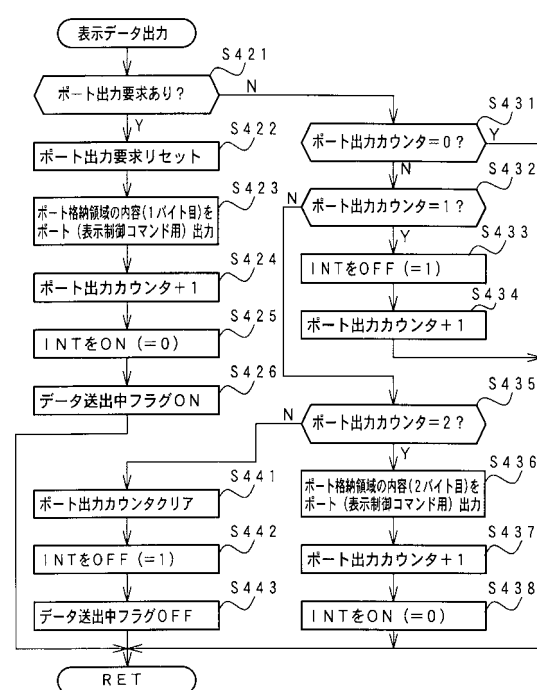 表示データ出力
S421
ポート出力要求あり?
N
Y
S422
ポート出力要求リセット
S423
ポート格納領域の内容(1バイト目)を
ポート(表示制御コマンド用)出力
S424
ポート出力カウンタ+1
S425
INTをON(=0)
S426
データ送出中フラグON
S431
ポート出力カウンタ=0?
Y
N
S432
N
ポート出力カウンタ=1?
Y
S433
INTをOFF(=1)
S434
ポート出力カウンタ+1
S435
N
ポート出力カウンタ=2?
Y
S436
ポート格納領域の内容(2バイト目)を
ポート(表示制御コマンド用)出力
S437
ポート出力カウンタ+1
S438
INTをON(=0)
S441
ポート出力カウンタクリア
S442
INTをOFF(=1)
S443
データ送出中フラグOFF
RET